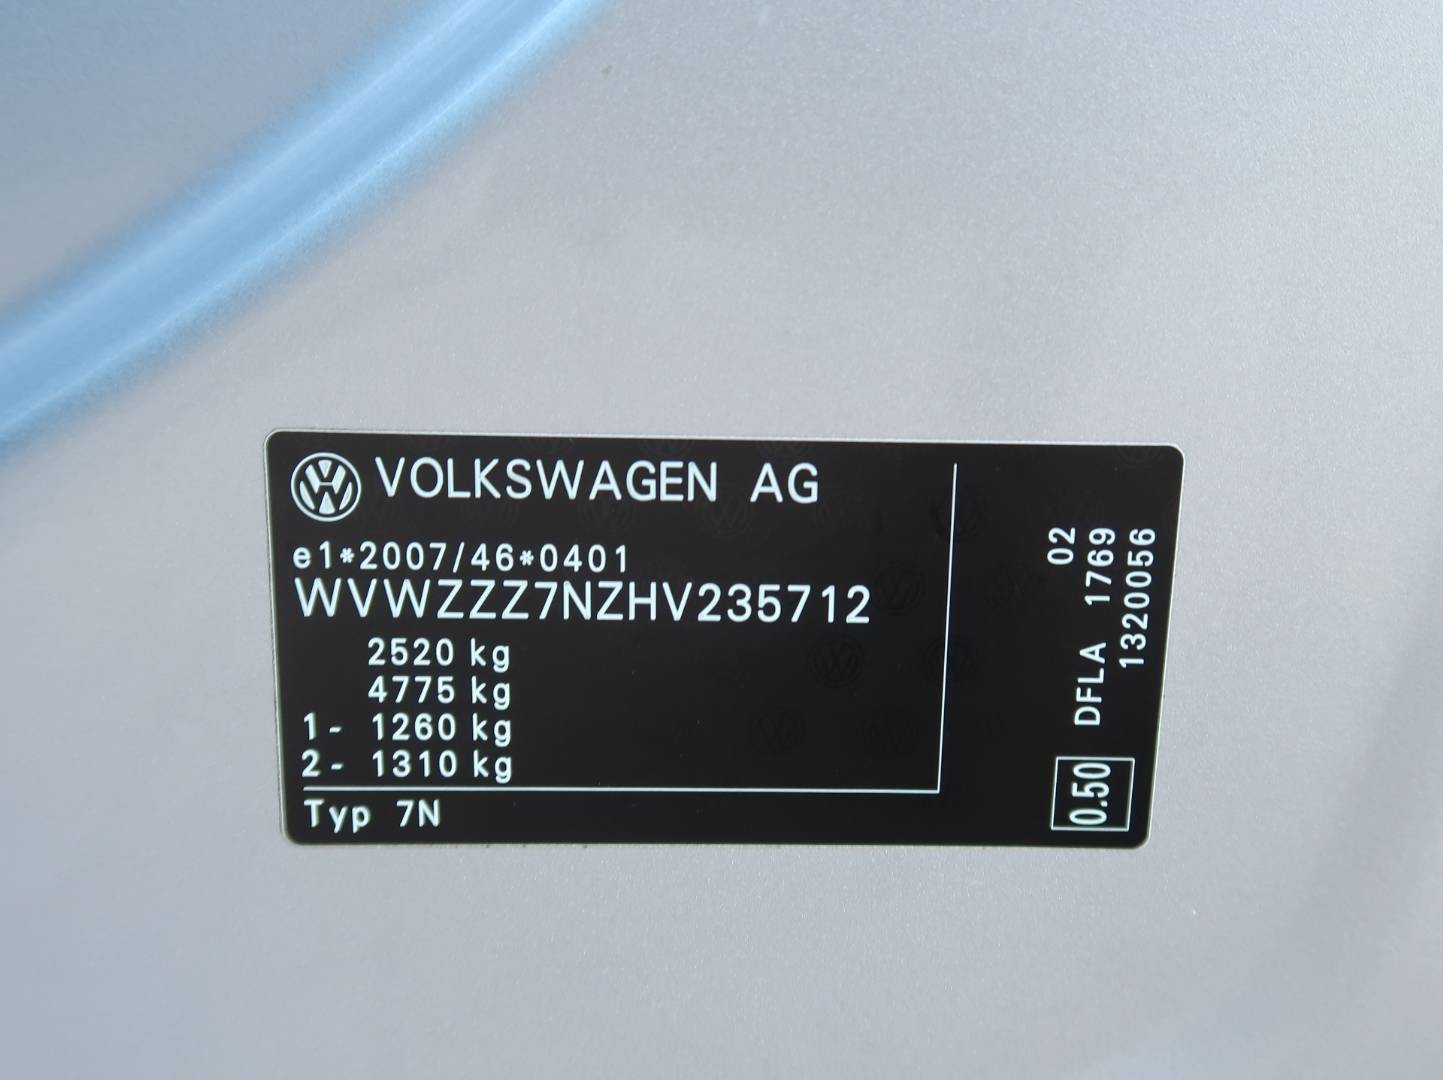 VOLKSWAGEN AG
e1*2007/46*0401
WVWZZZ7NZHV235712
2520 kg
4775 kg
1- 1260 kg
2- 1310 kg
Typ 7N
02
DFLA 1769
1320056
0.50